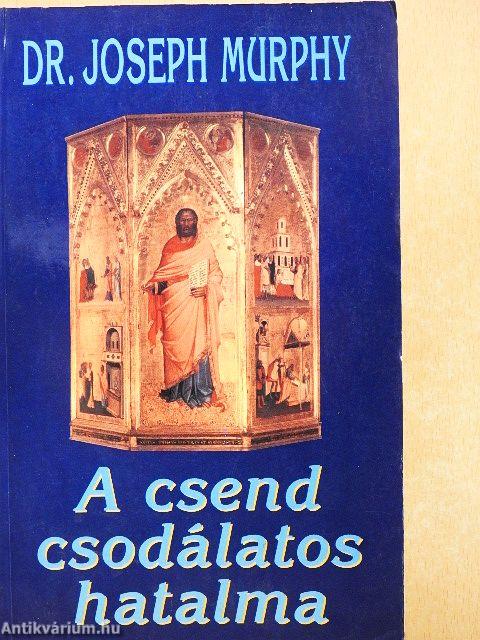 DR. JOSEPH MURPHY
A csend
csodálatos
hatalma
Antikvárium.hu